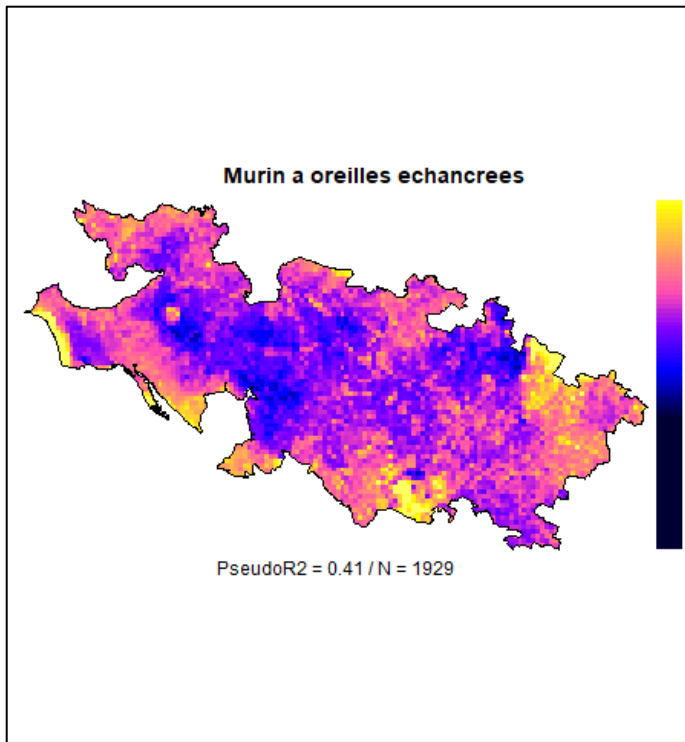 Murin a oreilles echancrees
PseudoR2 = 0.41 / N = 1929